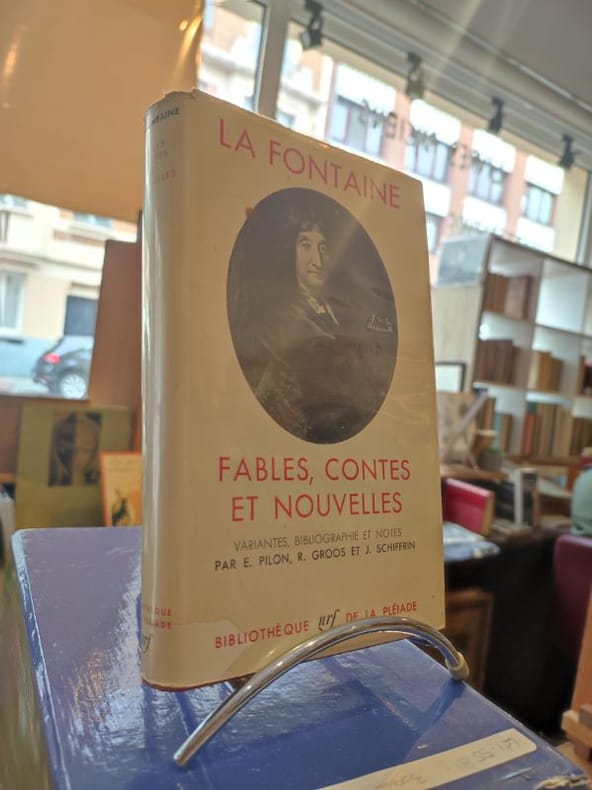 LA FONTAINE
FABLES, CONTES
ET NOUVELLES
VARIANTES, BIBLIOGRAPHIE ET NOTES
PAR E. PILON, R. GROOS ET J. SCHIFFRIN
BIBLIOTHÈQUE nrf DE LA PLÉIADE
nrf